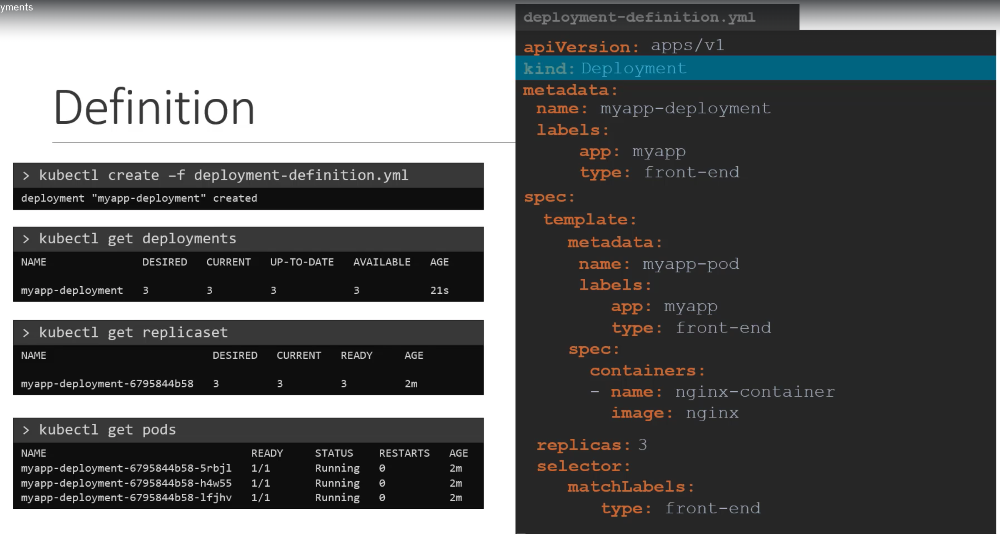 yments
Definition
> kubectl create –f deployment-definition.yml
deployment "myapp-deployment" created
> kubectl get deployments
NAME DESIRED CURRENT UP-TO-DATE AVAILABLE AGE
myapp-deployment 3 3 3 3 21s
> kubectl get replicaset
NAME DESIRED CURRENT READY AGE
myapp-deployment-6795844b58 3 3 3 2m
> kubectl get pods
NAME READY STATUS RESTARTS AGE
myapp-deployment-6795844b58-5rbjl 1/1 Running 0 2m
myapp-deployment-6795844b58-h4w55 1/1 Running 0 2m
myapp-deployment-6795844b58-lfjhv 1/1 Running 0 2m
deployment-definition.yml
apiVersion: apps/v1
kind: Deployment
metadata:
name: myapp-deployment
labels:
app: myapp
type: front-end
spec:
template:
metadata:
name: myapp-pod
labels:
app: myapp
type: front-end
spec:
containers:
- name: nginx-container
image: nginx
replicas: 3
selector:
matchLabels:
type: front-end